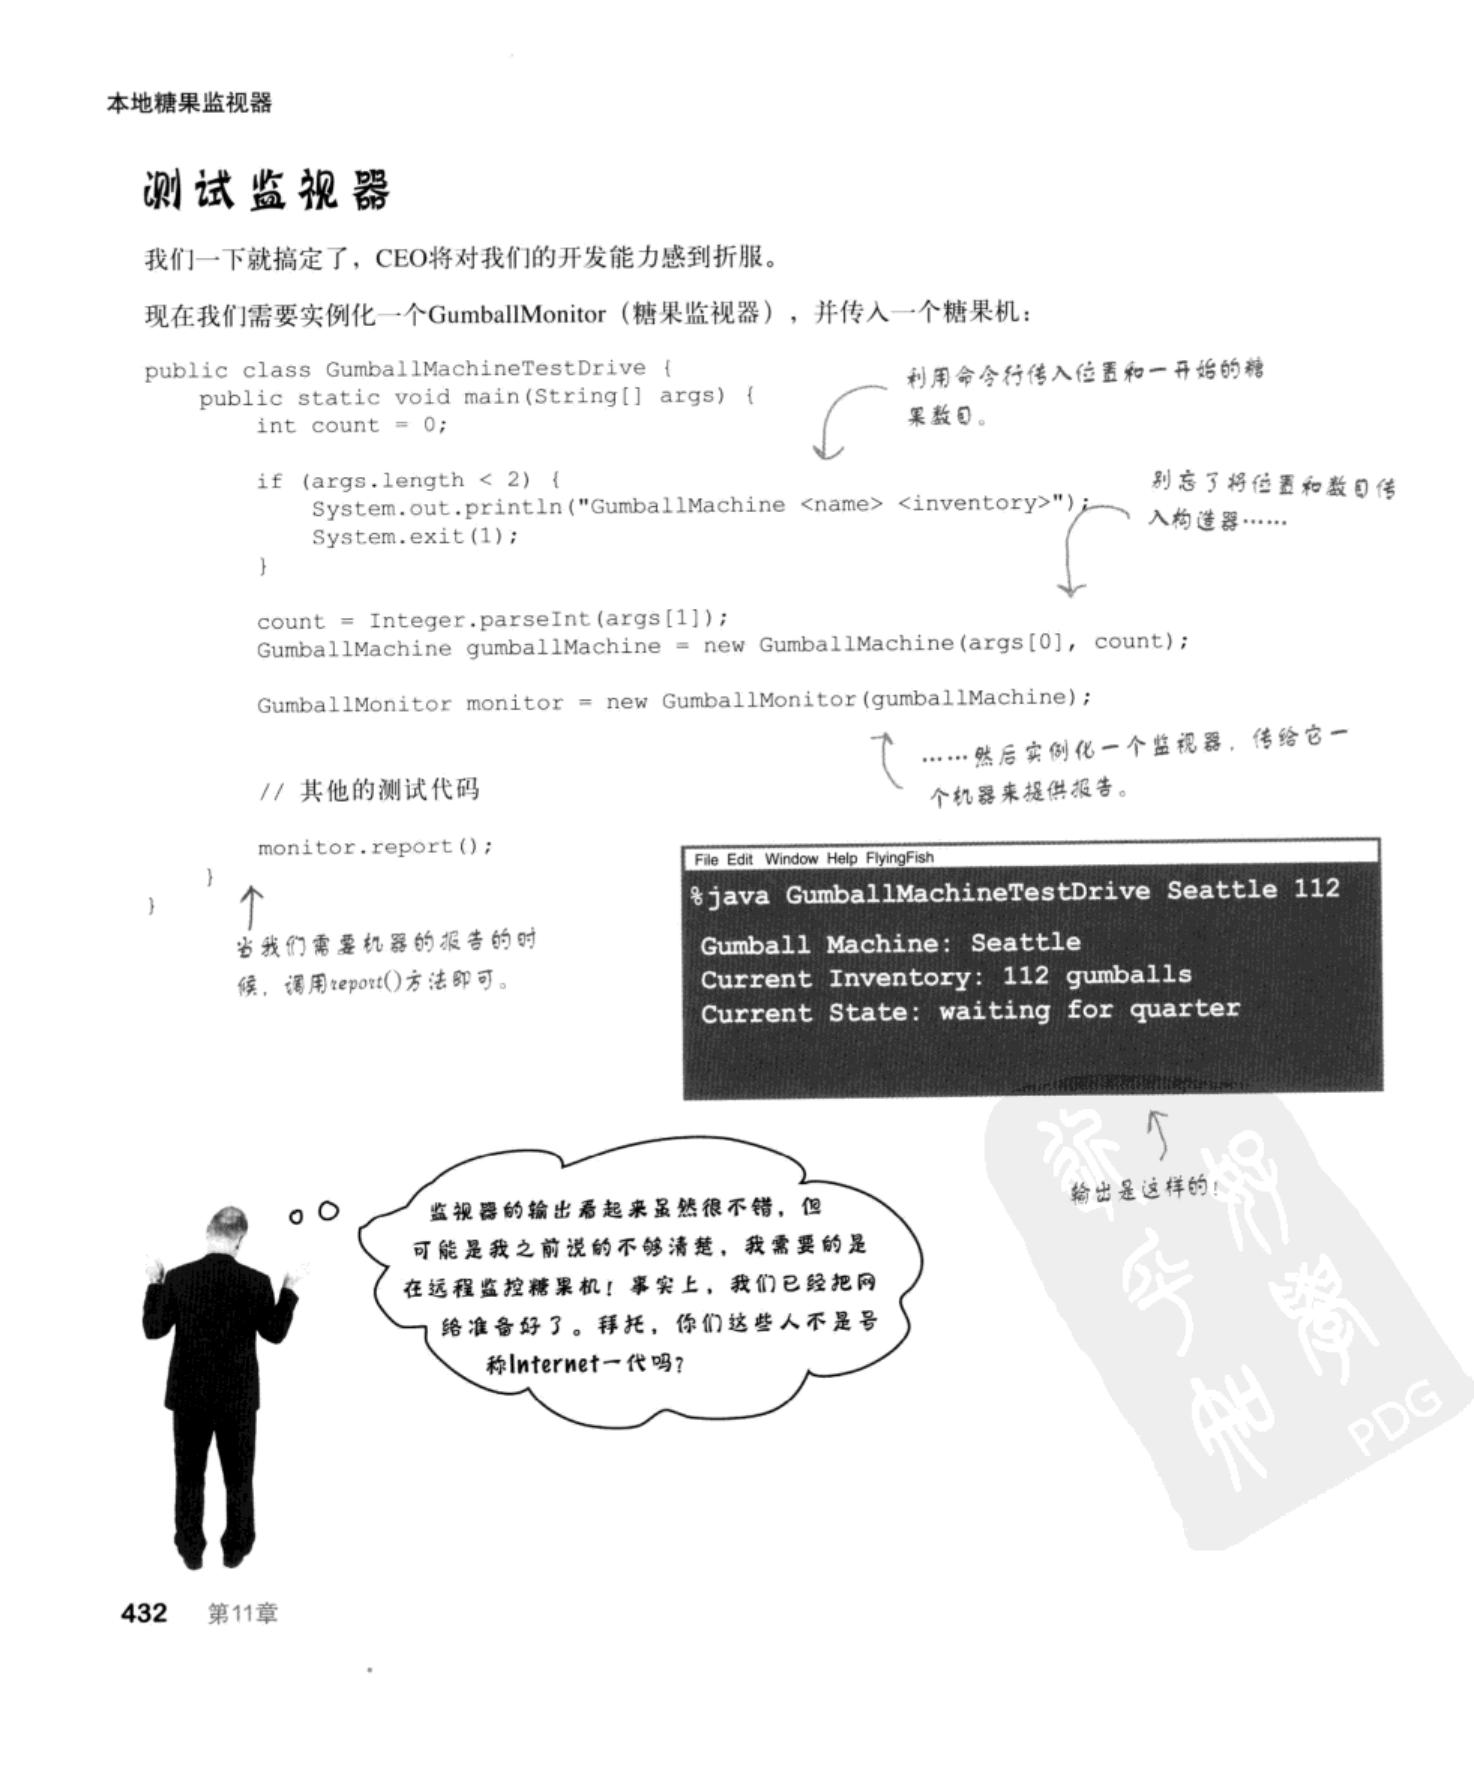 本地糖果监视器
测试监视器
我们一下就搞定了，CEO将对我们的开发能力感到折服。
现在我们需要实例化一个GumballMonitor（糖果监视器），并传入一个糖果机：
public class GumballMachineTestDrive {
public static void main(String[] args) {
int count = 0;
利用命令行传入位置和一开始的糖
果数目。
if (args.length < 2) {
System.out.println("GumballMachine <name> <inventory>");
System.exit(1);
}
别忘了将位置和数目传
入构造器……
count = Integer.parseInt(args[1]);
GumballMachine gumballMachine = new GumballMachine(args[0], count);
GumballMonitor monitor = new GumballMonitor(gumballMachine);
……然后实例化一个监视器，传给它一
个机器来提供报告。
// 其他的测试代码
monitor.report();
}
}
当我们需要机器的报告的时
候，调用report()方法即可。
File Edit Window Help FlyingFish
%java GumballMachineTestDrive Seattle 112
Gumball Machine: Seattle
Current Inventory: 112 gumballs
Current State: waiting for quarter
输出是这样的！
监视器的输出看起来虽然很不错，但
可能是我之前说的不够清楚，我需要的是
在远程监控糖果机！事实上，我们已经把网
络准备好了。拜托，你们这些人不是号
称Internet一代吗？
PDG
432 第11章